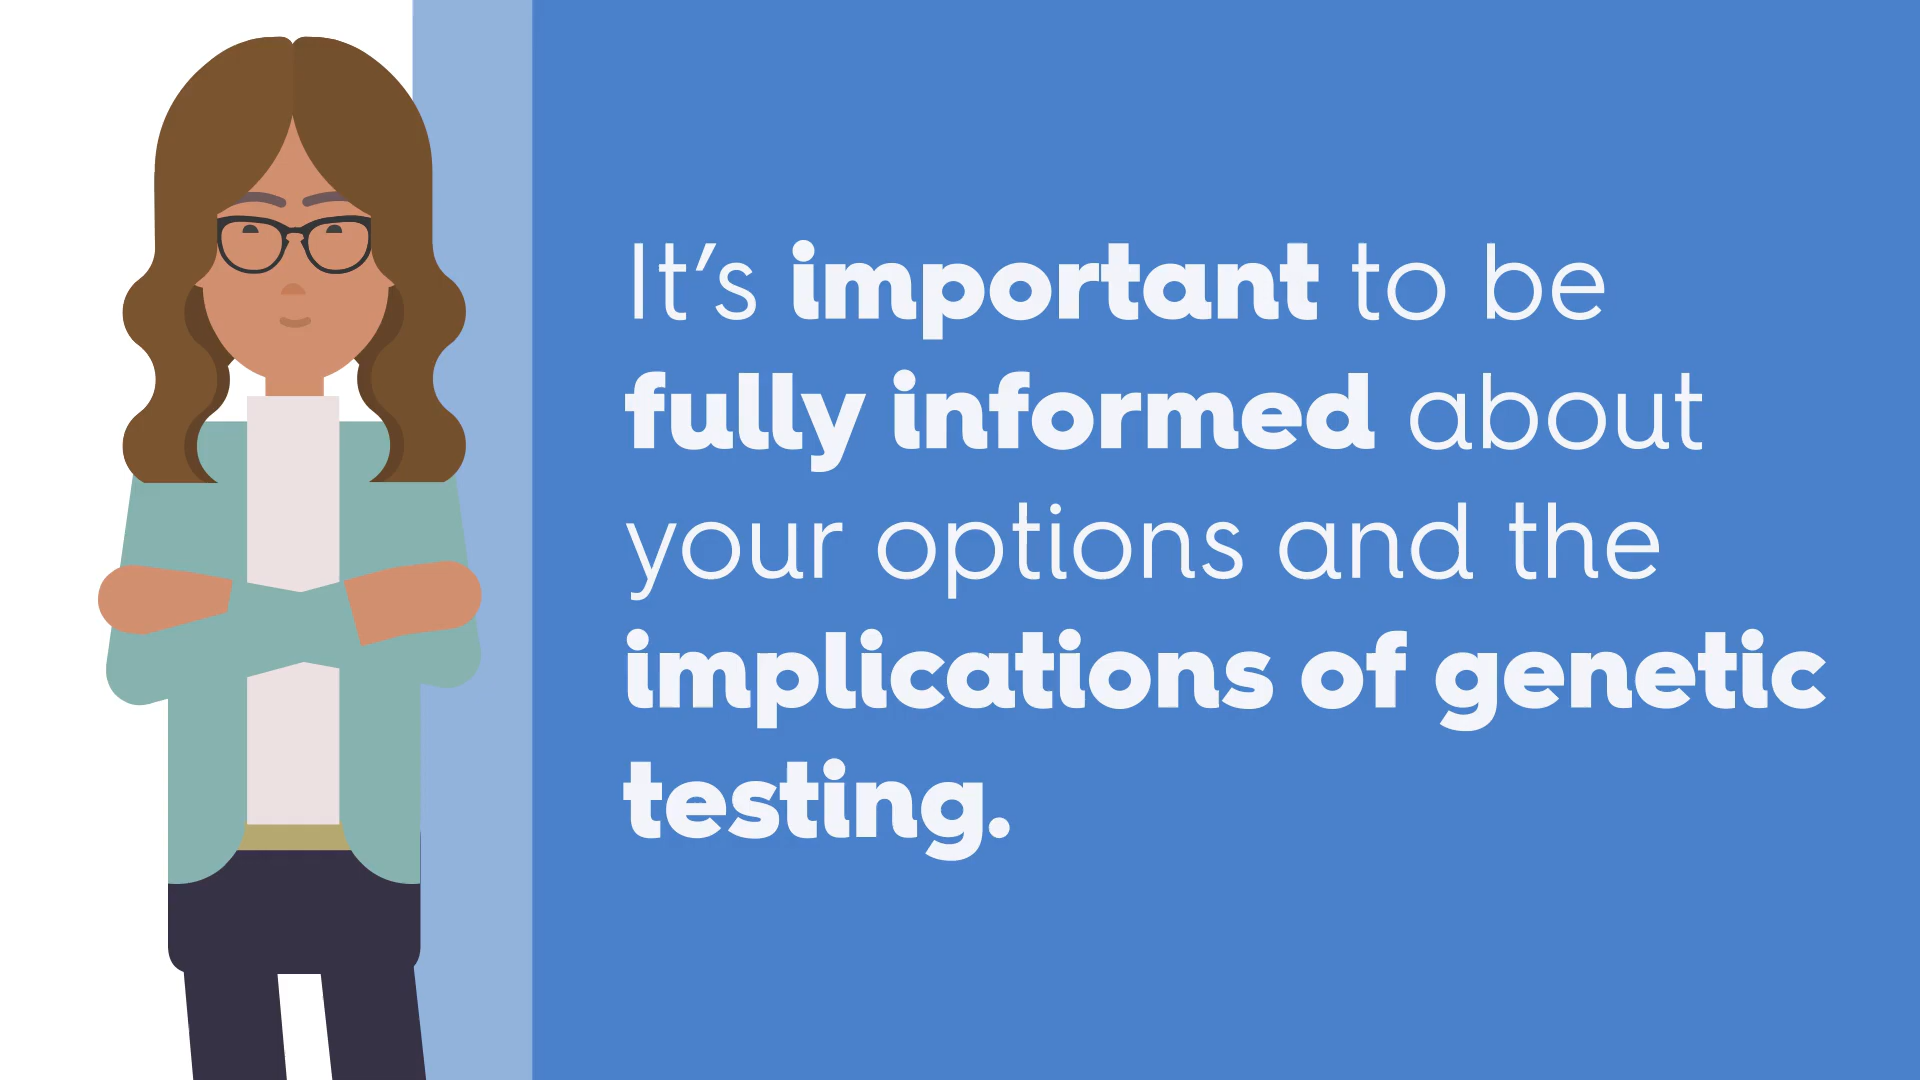 It’s important to be
fully informed about
your options and the
implications of genetic
testing.